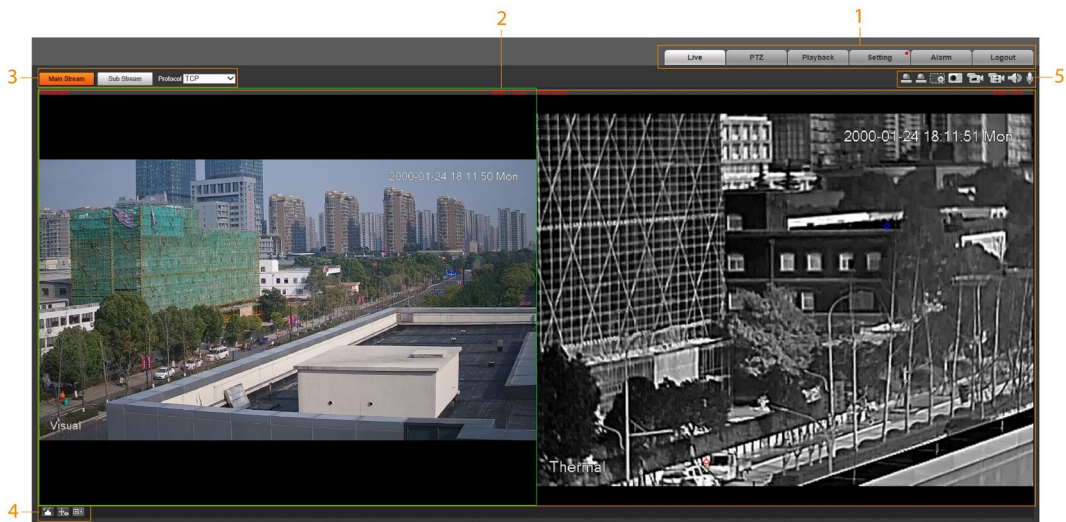 2
1
Live PTZ Playback Setting Alarm Logout
3
Main Stream Sub Stream Protocol TCP
5
2000-01-24 18:11:50 Mon
2000-01-24 18:11:51 Mon
Visual
Thermal
4